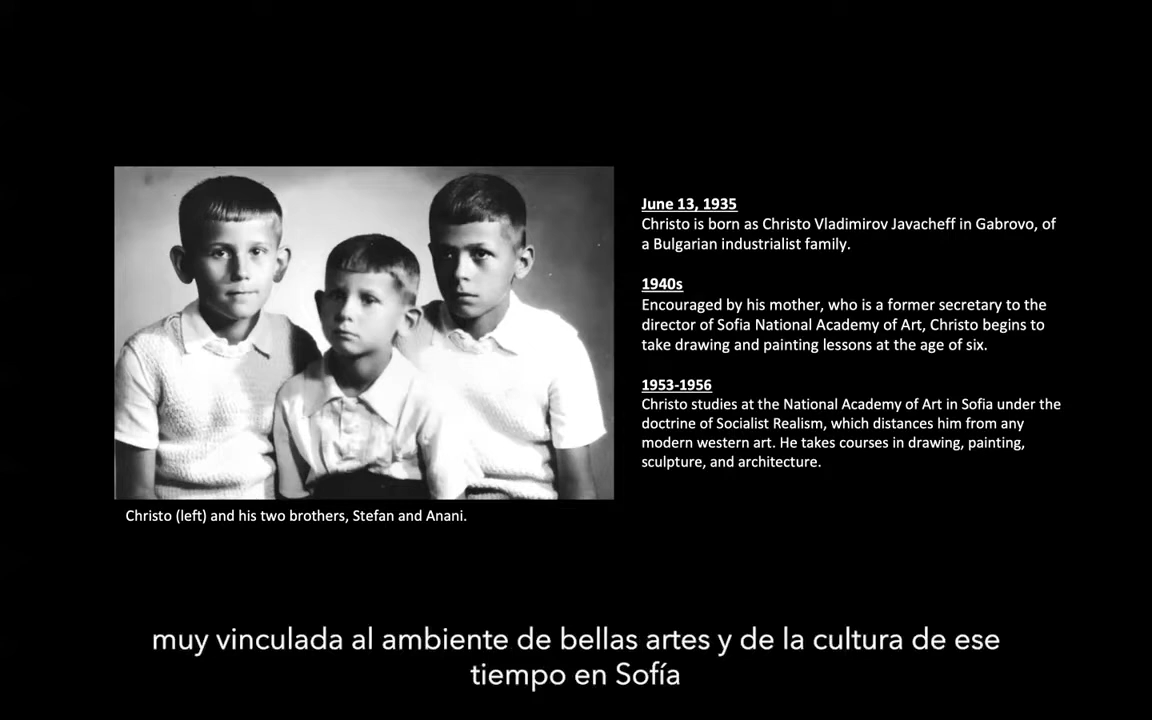 June 13, 1935
Christo is born as Christo Vladimirov Javacheff in Gabrovo, of
a Bulgarian industrialist family.
1940s
Encouraged by his mother, who is a former secretary to the
director of Sofia National Academy of Art, Christo begins to
take drawing and painting lessons at the age of six.
1953-1956
Christo studies at the National Academy of Art in Sofia under the
doctrine of Socialist Realism, which distances him from any
modern western art. He takes courses in drawing, painting,
sculpture, and architecture.
Christo (left) and his two brothers, Stefan and Anani.
muy vinculada al ambiente de bellas artes y de la cultura de ese
tiempo en Sofía